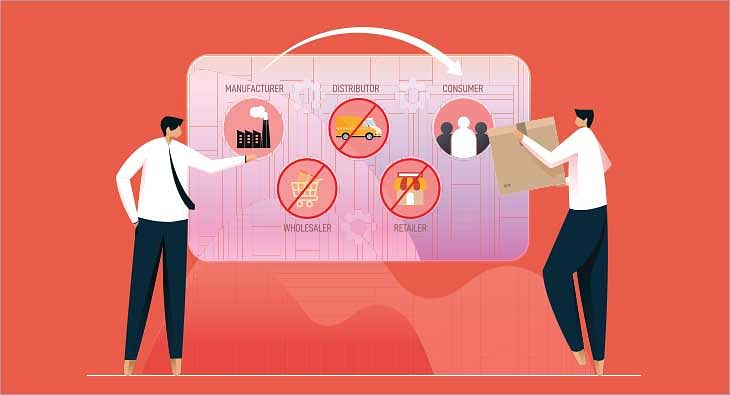 MANUFACTURER
DISTRIBUTOR
CONSUMER
WHOLESALER
RETAILER